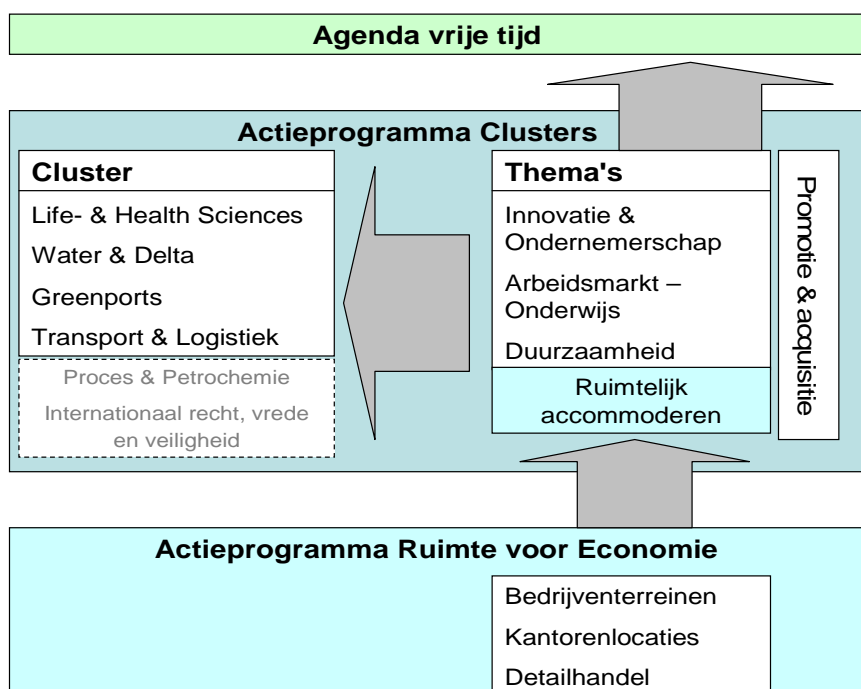 Agenda vrije tijd
Actieprogramma Clusters
Cluster
Life- & Health Sciences
Water & Delta
Greenports
Transport & Logistiek
Proces & Petrochemie
Internationaal recht, vrede
en veiligheid
Thema's
Innovatie &
Ondernemerschap
Arbeidsmarkt –
Onderwijs
Duurzaamheid
Ruimtelijk
accommoderen
Promotie & acquisitie
Actieprogramma Ruimte voor Economie
Bedrijventerreinen
Kantorenlocaties
Detailhandel